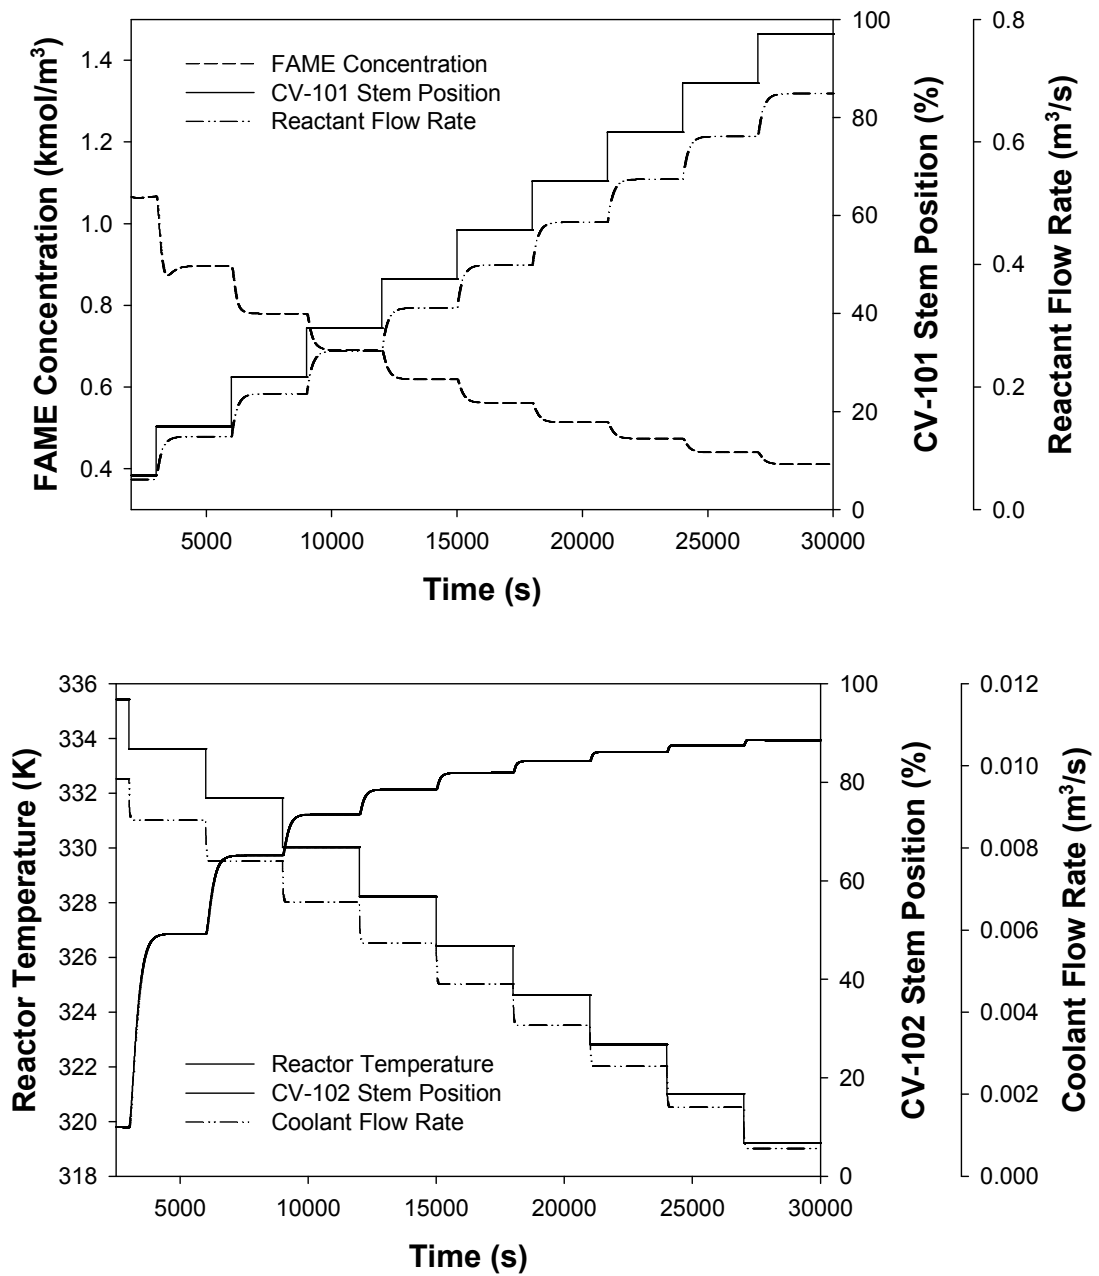 FAME Concentration (kmol/m³)
1.4
1.2
1.0
0.8
0.6
0.4
FAME Concentration
CV-101 Stem Position
Reactant Flow Rate
100
80
60
40
20
0
CV-101 Stem Position (%)
0.8
0.6
0.4
0.2
0.0
Reactant Flow Rate (m³/s)
5000 10000 15000 20000 25000 30000
Time (s)
Reactor Temperature (K)
336
334
332
330
328
326
324
322
320
318
Reactor Temperature
CV-102 Stem Position
Coolant Flow Rate
100
80
60
40
20
0
CV-102 Stem Position (%)
0.012
0.010
0.008
0.006
0.004
0.002
0.000
Coolant Flow Rate (m³/s)
5000 10000 15000 20000 25000 30000
Time (s)